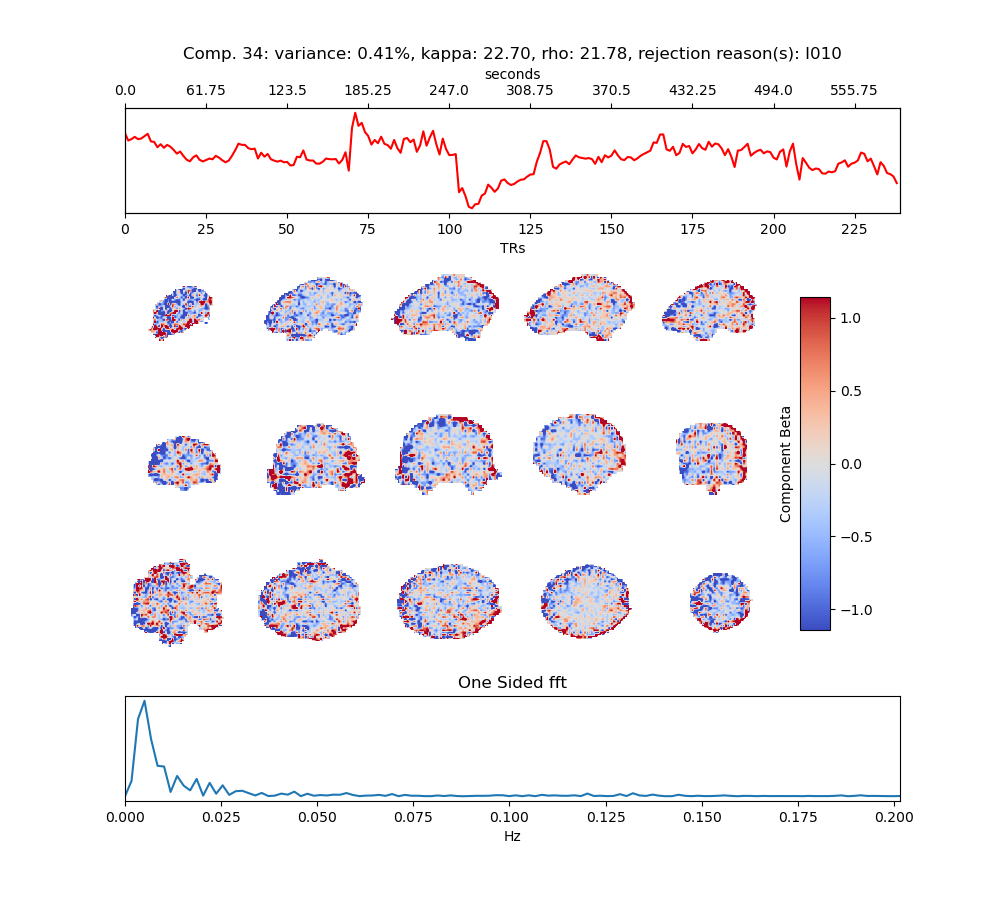 Comp. 34: variance: 0.41%, kappa: 22.70, rho: 21.78, rejection reason(s): I010
seconds
0.0 61.75 123.5 185.25 247.0 308.75 370.5 432.25 494.0 555.75
0 25 50 75 100 125 150 175 200 225
TRs
1.0
0.5
0.0
−0.5
−1.0
Component Beta
One Sided fft
0.000 0.025 0.050 0.075 0.100 0.125 0.150 0.175 0.200
Hz